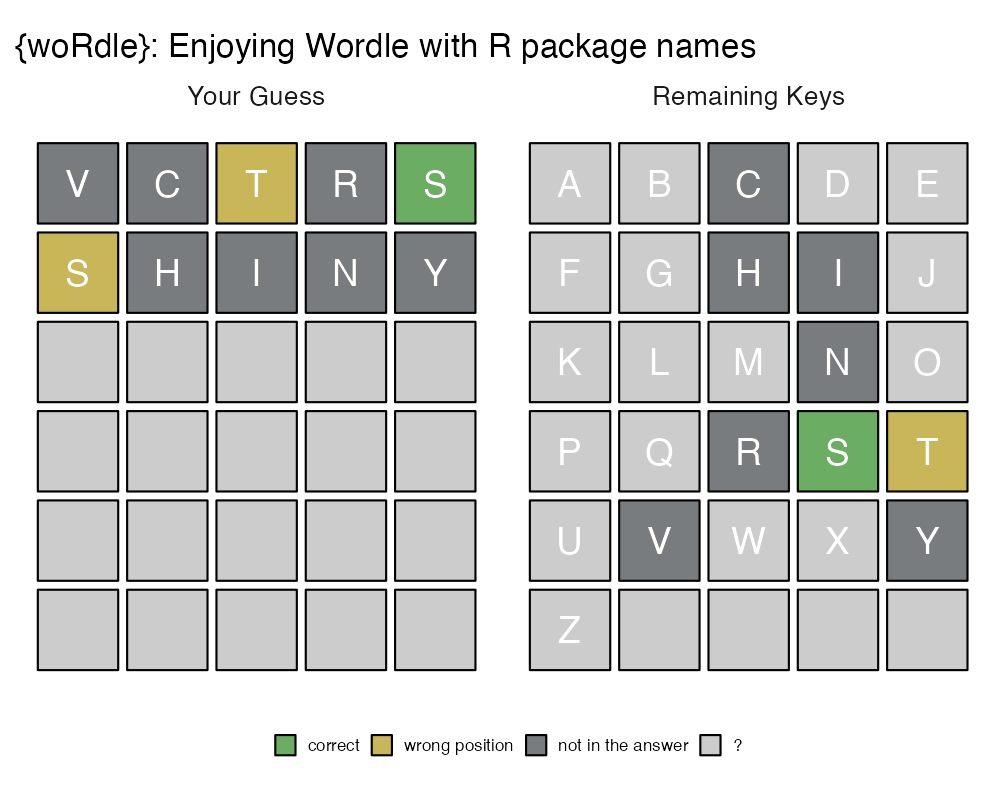 {woRdle}: Enjoying Wordle with R package names
Your Guess
Remaining Keys
V C T R S
A B C D E
S H I N Y
F G H I J
K L M N O
P Q R S T
U V W X Y
Z
correct wrong position not in the answer ?